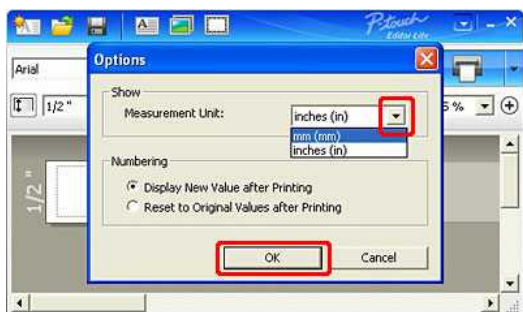 P-touch
Editor Lite
Arial
Options
Show
Measurement Unit:
inches (in)
mm (mm)
inches (in)
1/2 "
5 %
Numbering
Display New Value after Printing
Reset to Original Values after Printing
1/2 "
OK
Cancel